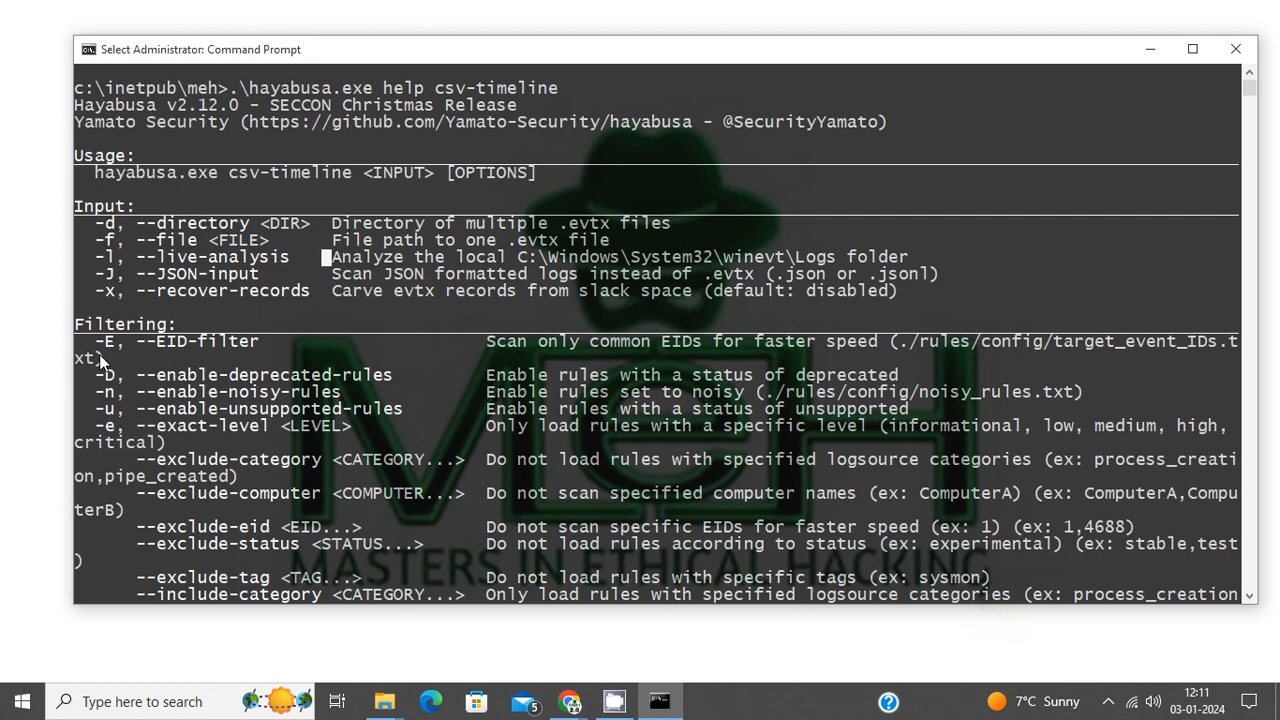 Select Administrator: Command Prompt
c:\inetpub\meh>.\hayabusa.exe help csv-timeline
Hayabusa v2.12.0 - SECCON Christmas Release
Yamato Security (https://github.com/Yamato-Security/hayabusa - @SecurityYamato)
Usage:
hayabusa.exe csv-timeline <INPUT> [OPTIONS]
Input:
-d, --directory <DIR> Directory of multiple .evtx files
-f, --file <FILE> File path to one .evtx file
-l, --live-analysis Analyze the local C:\Windows\System32\winevt\Logs folder
-J, --JSON-input Scan JSON formatted logs instead of .evtx (.json or .jsonl)
-x, --recover-records Carve evtx records from slack space (default: disabled)
Filtering:
-E, --EID-filter Scan only common EIDs for faster speed (./rules/config/target_event_IDs.t
xt)
-D, --enable-deprecated-rules Enable rules with a status of deprecated
-n, --enable-noisy-rules Enable rules set to noisy (./rules/config/noisy_rules.txt)
-u, --enable-unsupported-rules Enable rules with a status of unsupported
-e, --exact-level <LEVEL> Only load rules with a specific level (informational, low, medium, high,
critical)
--exclude-category <CATEGORY...> Do not load rules with specified logsource categories (ex: process_creati
on,pipe_created)
--exclude-computer <COMPUTER...> Do not scan specified computer names (ex: ComputerA) (ex: ComputerA,Compu
terB)
--exclude-eid <EID...> Do not scan specific EIDs for faster speed (ex: 1) (ex: 1,4688)
--exclude-status <STATUS...> Do not load rules according to status (ex: experimental) (ex: stable,test
)
--exclude-tag <TAG...> Do not load rules with specific tags (ex: sysmon)
--include-category <CATEGORY...> Only load rules with specified logsource categories (ex: process_creation
MeH
MASTERS IN ETHICAL HACKING
Type here to search
5
7°C Sunny
12:11
03-01-2024